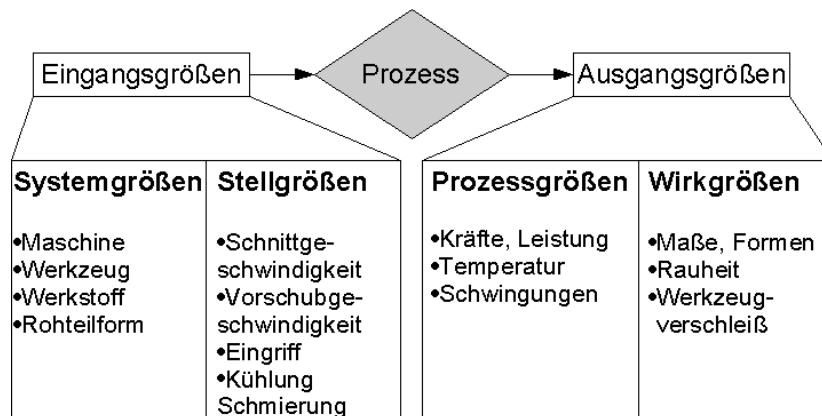 Eingangsgrößen
Prozess
Ausgangsgrößen
Systemgrößen
•Maschine
•Werkzeug
•Werkstoff
•Rohteilform
Stellgrößen
•Schnittge-
schwindigkeit
•Vorschubge-
schwindigkeit
•Eingriff
•Kühlung
Schmierung
Prozessgrößen
•Kräfte, Leistung
•Temperatur
•Schwingungen
Wirkgrößen
•Maße, Formen
•Rauheit
•Werkzeug-
verschleiß